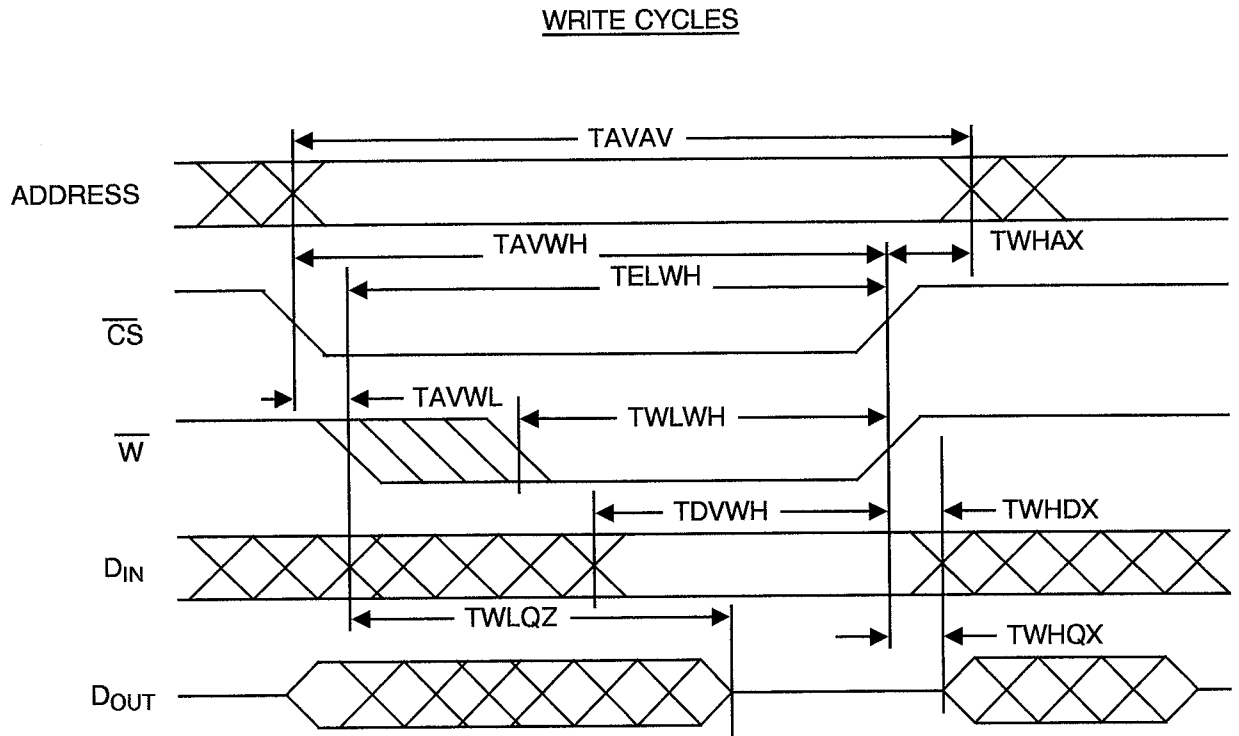 WRITE CYCLES
TAVAV
ADDRESS
TAVWH
TWHAX
TELWH
CS
TAVWL
TWLWH
W
TDVWH
TWHDX
DIN
TWLQZ
TWHQX
DOUT